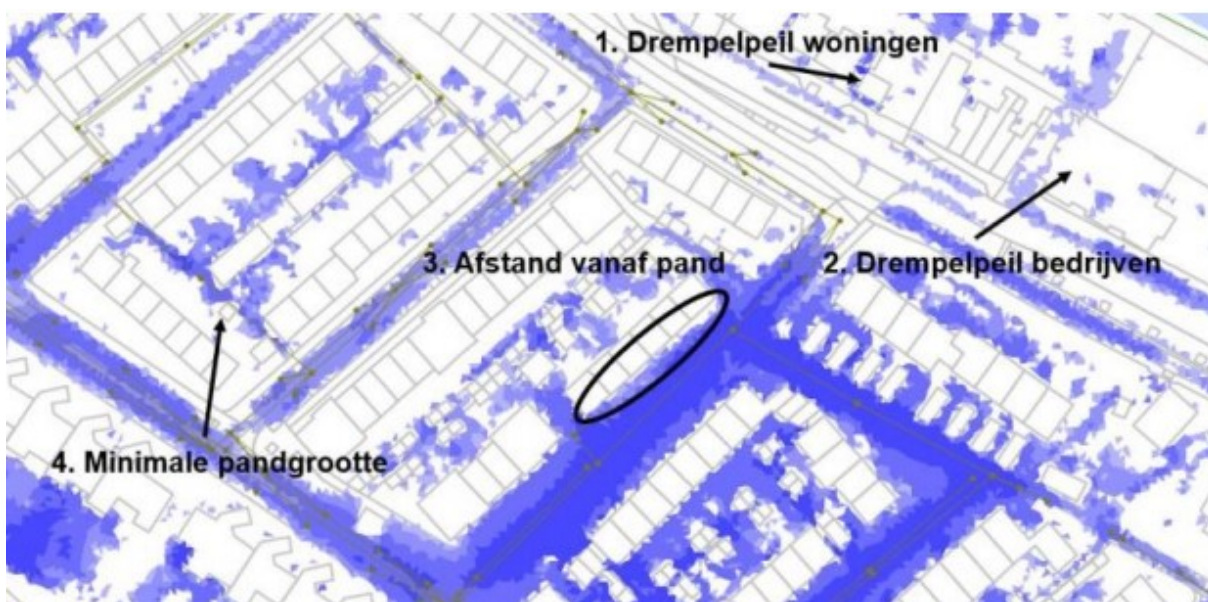 1. Drempelpeil woningen
3. Afstand vanaf pand
2. Drempelpeil bedrijven
4. Minimale pandgrootte